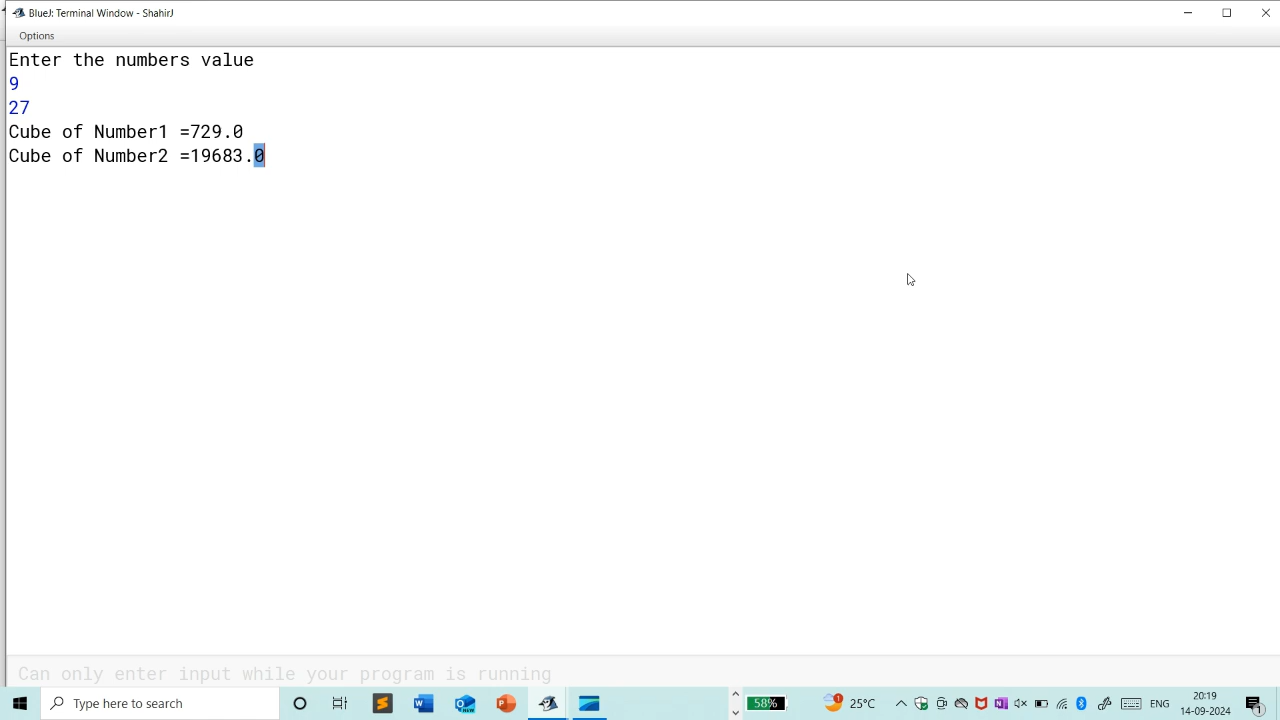 BlueJ: Terminal Window - ShahirJ
Options
Enter the numbers value
9
27
Cube of Number1 =729.0
Cube of Number2 =19683.0
Can only enter input while your program is running
Type here to search
58%
1
25°C
ENG
20:19
14-09-2024
1